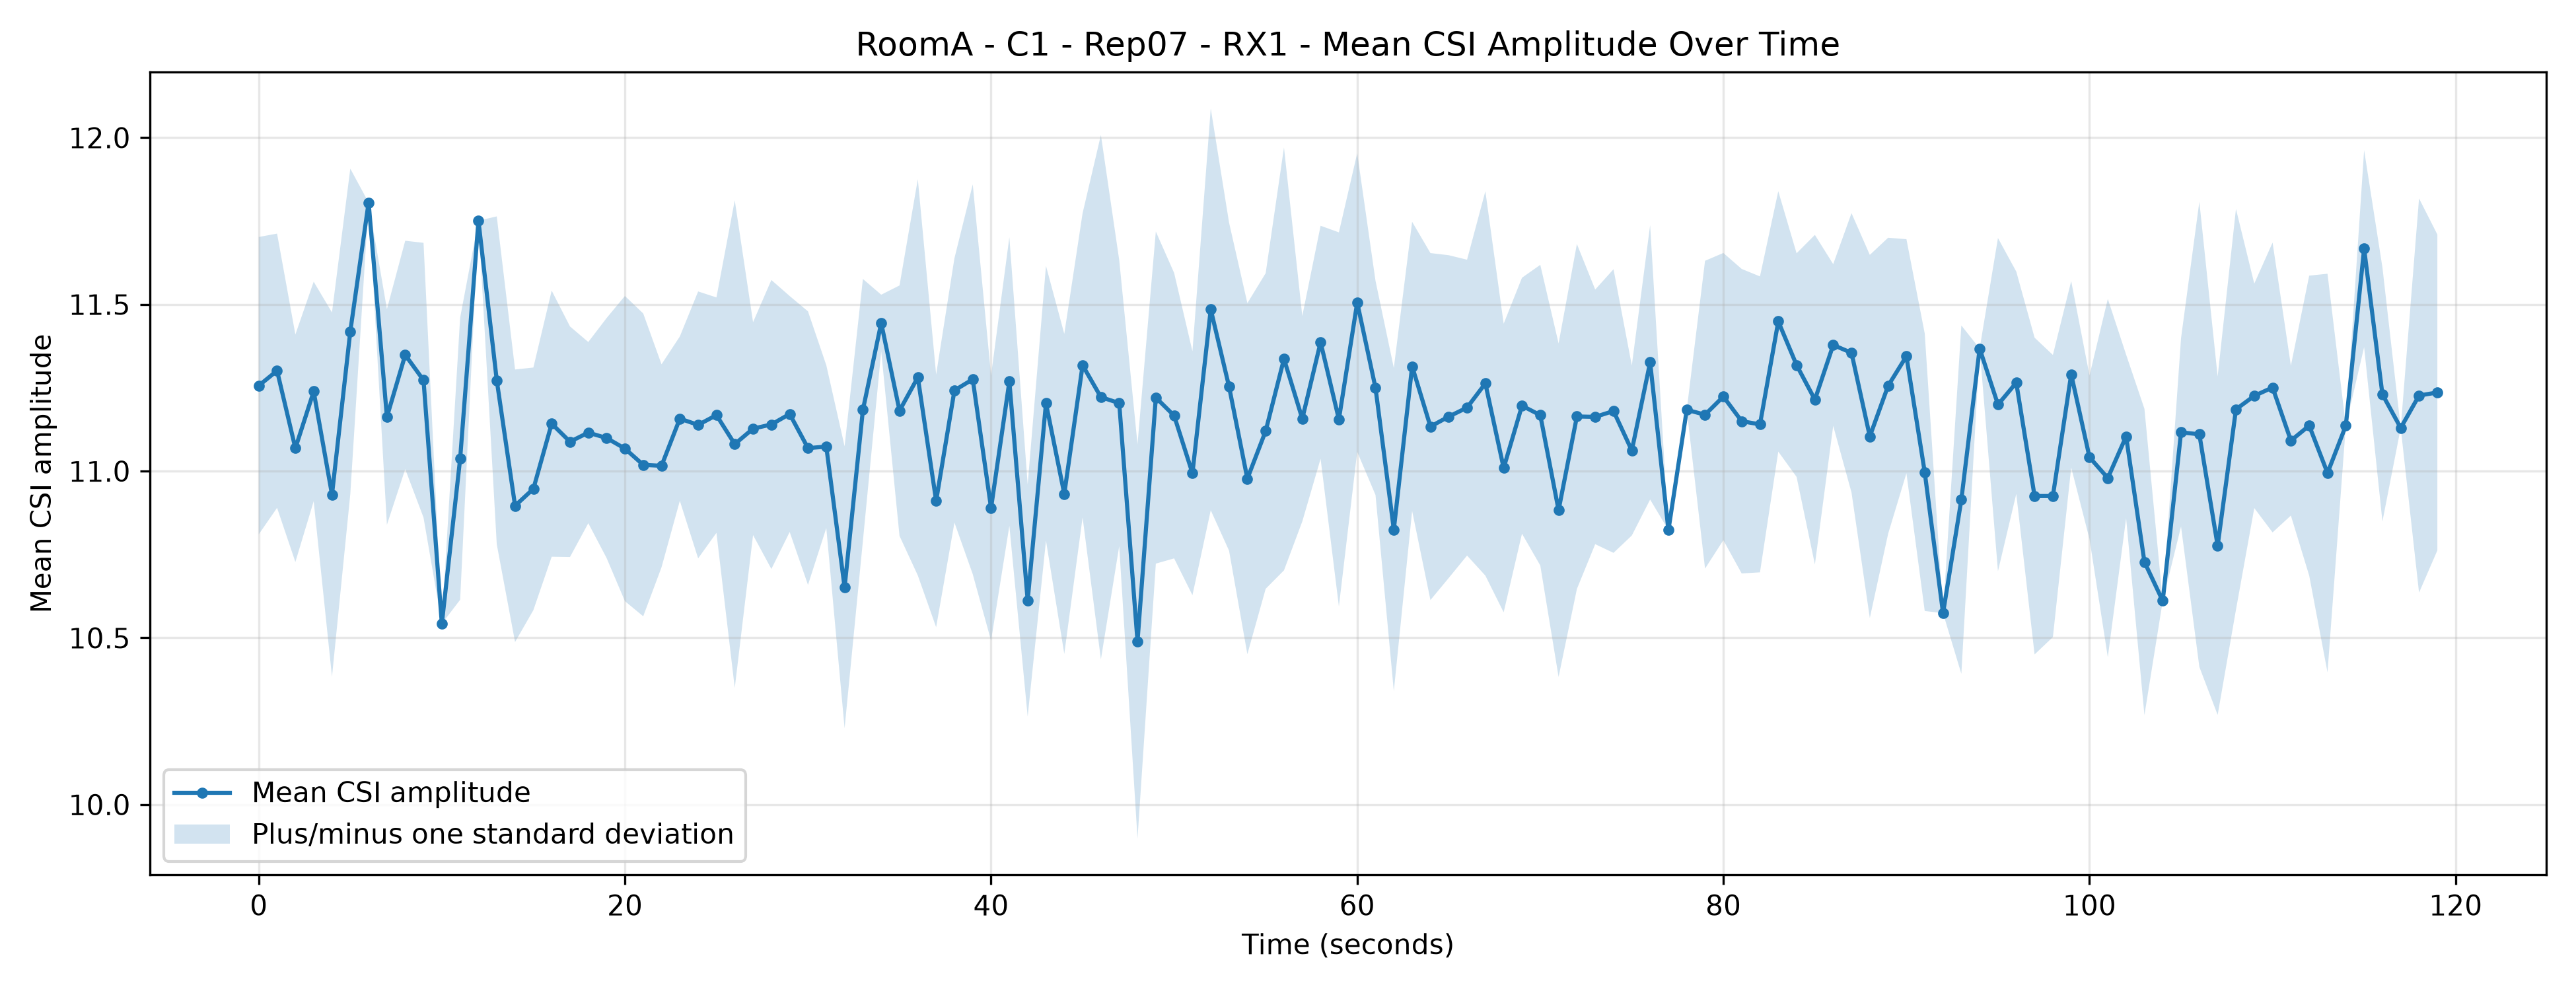 RoomA - C1 - Rep07 - RX1 - Mean CSI Amplitude Over Time
Mean CSI amplitude
12.0
11.5
11.0
10.5
10.0
Mean CSI amplitude
Plus/minus one standard deviation
0
20
40
60
80
100
120
Time (seconds)